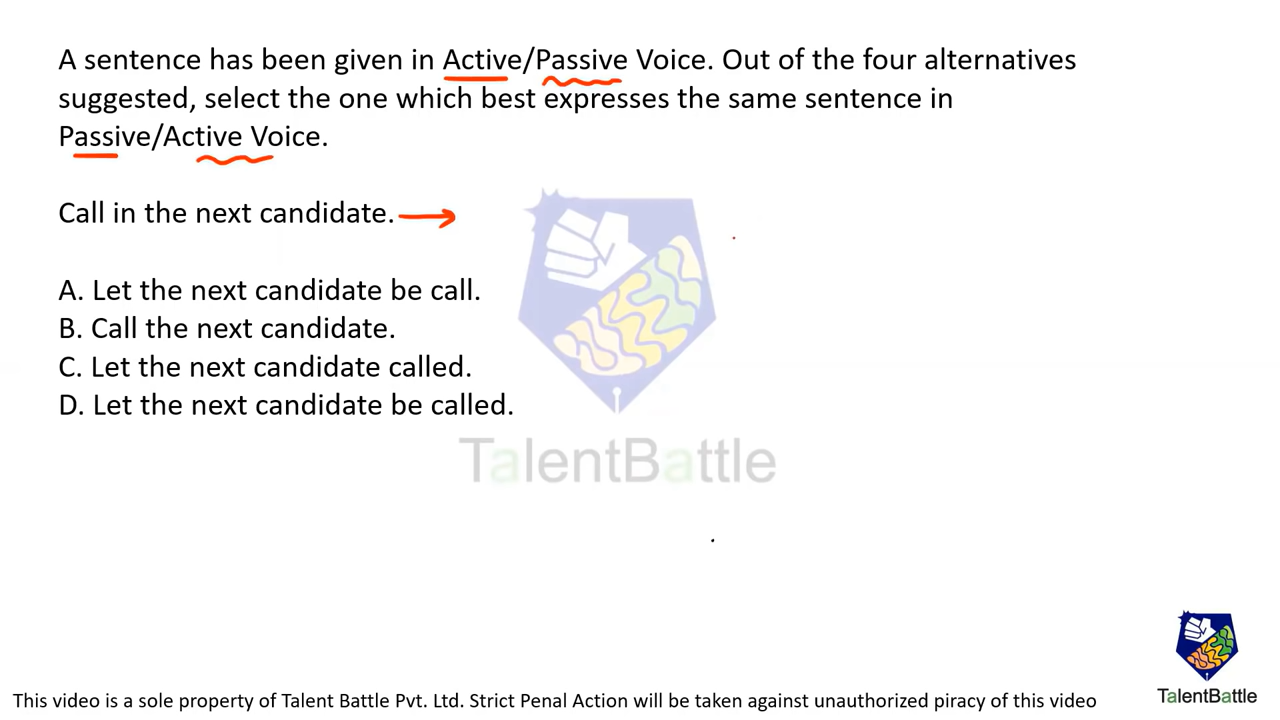 A sentence has been given in Active/Passive Voice. Out of the four alternatives
suggested, select the one which best expresses the same sentence in
Passive/Active Voice.
Call in the next candidate.
A. Let the next candidate be call.
B. Call the next candidate.
C. Let the next candidate called.
D. Let the next candidate be called.
TalentBattle
TalentBattle
This video is a sole property of Talent Battle Pvt. Ltd. Strict Penal Action will be taken against unauthorized piracy of this video